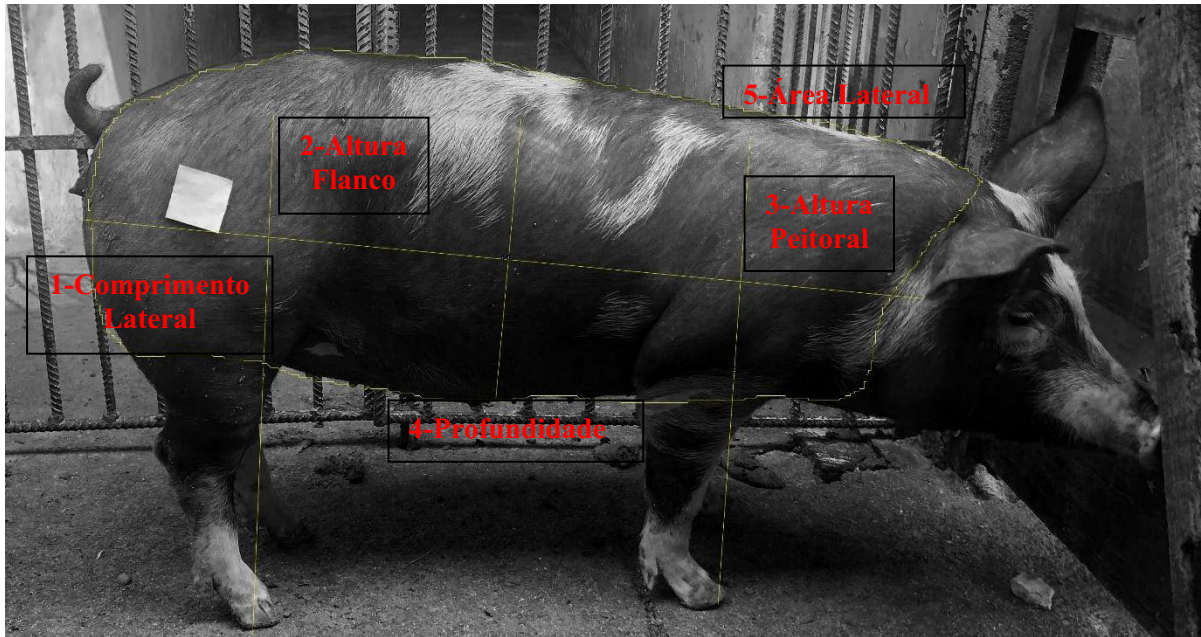 5-Área Lateral
2-Altura
Flanco
3-Altura
Peitoral
1-Comprimento
Lateral
4-Profundidade